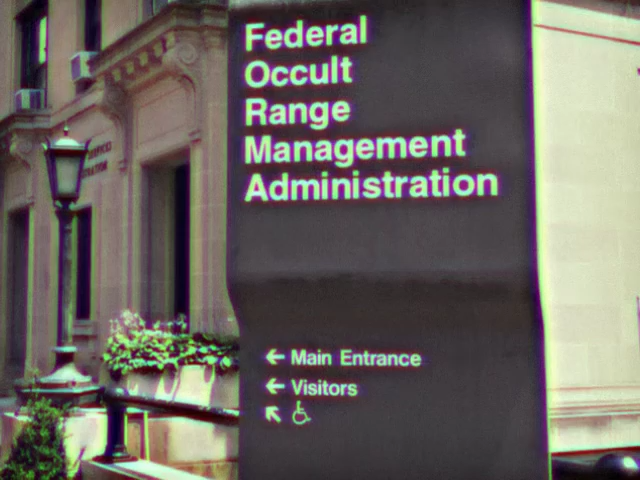 Federal
Occult
Range
Management
Administration
← Main Entrance
← Visitors
↖ ♿